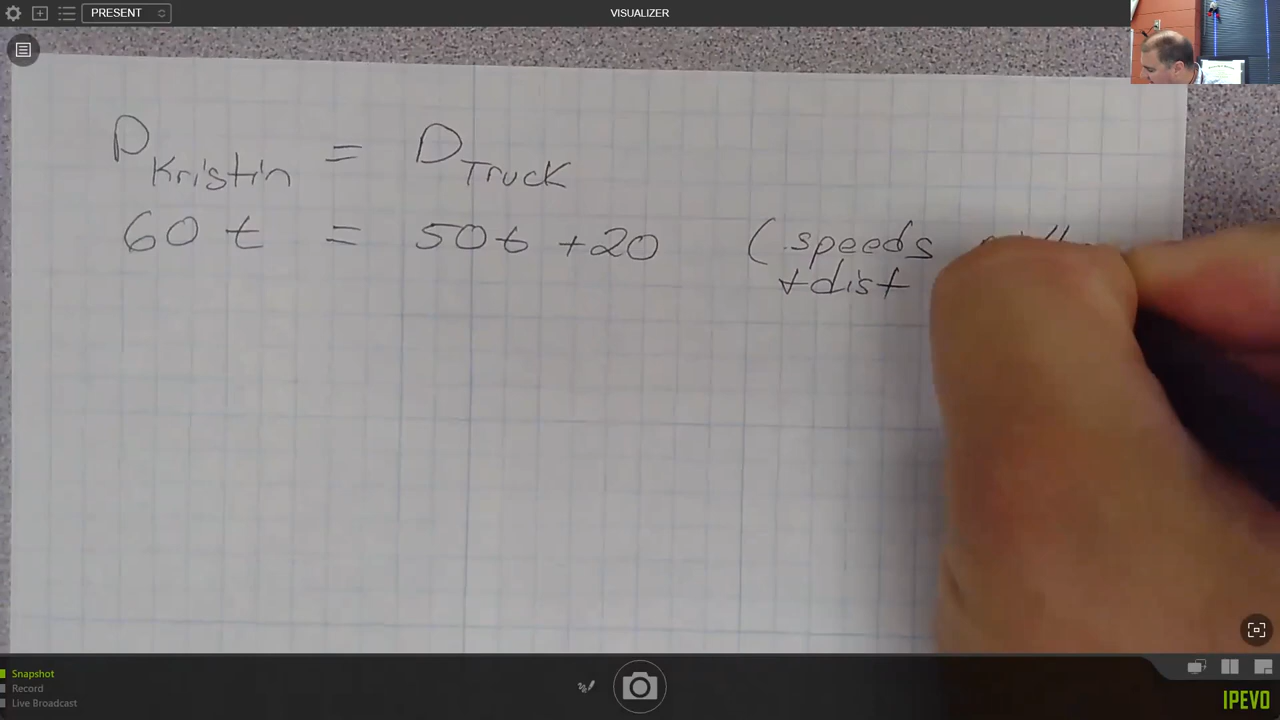 PRESENT
VISUALIZER
D Kristin = D Truck
60 t = 50t + 20 (speeds
+ dist
Snapshot
Record
Live Broadcast
IPEVO